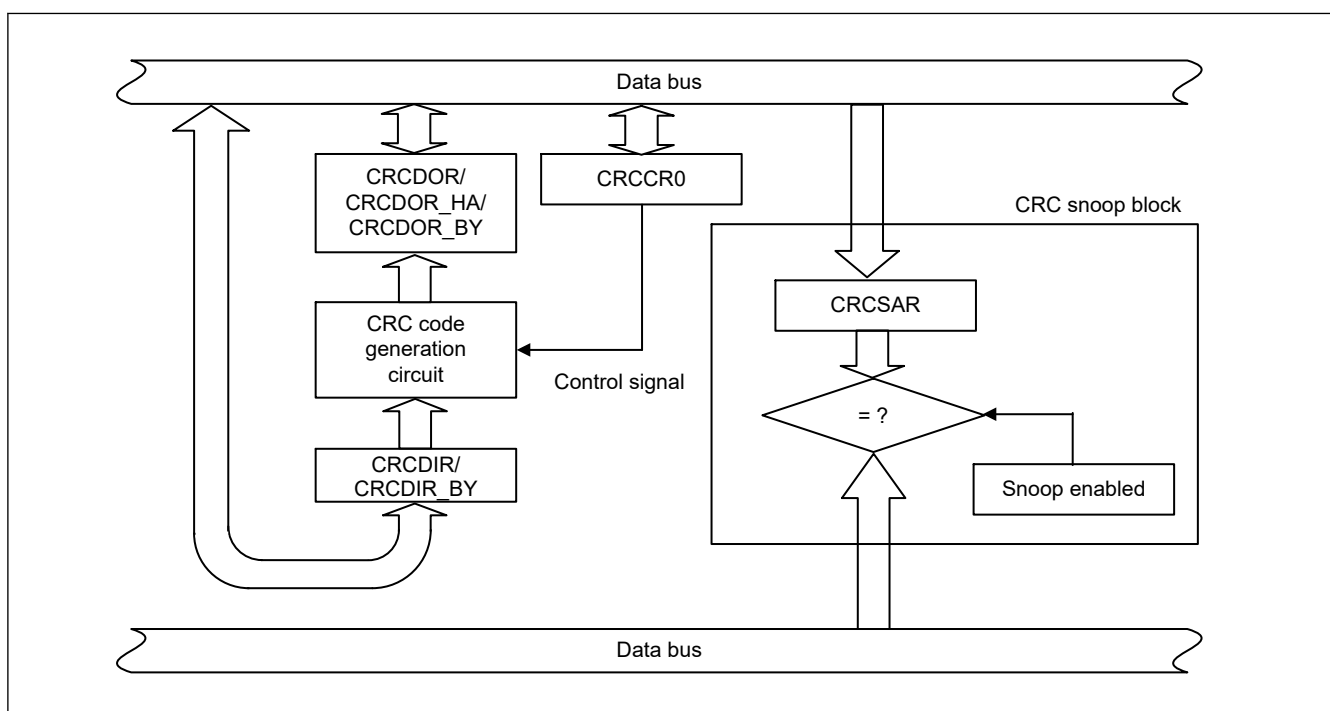 Data bus
CRCDOR/
CRCDOR_HA/
CRCDOR_BY
CRCCR0
CRC snoop block
CRCSAR
CRC code
generation
circuit
Control signal
= ?
CRCDIR/
CRCDIR_BY
Snoop enabled
Data bus